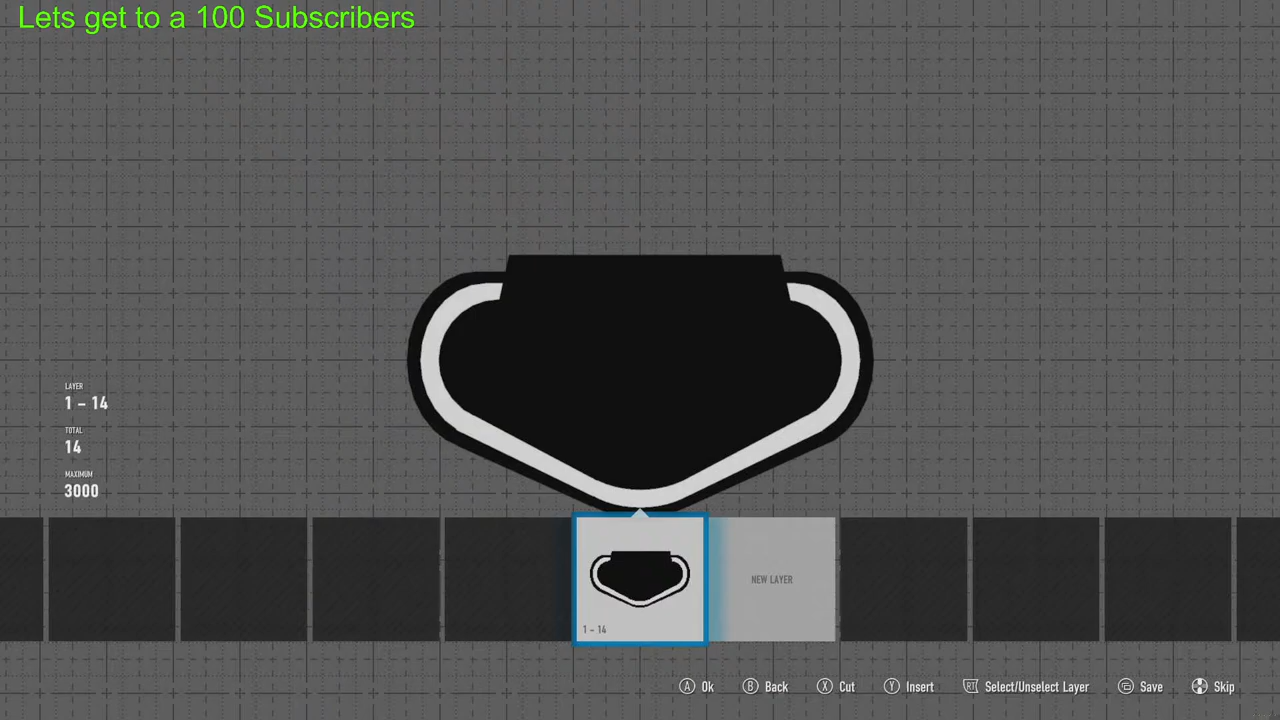 Lets get to a 100 Subscribers
LAYER
1 – 14
TOTAL
14
MAXIMUM
3000
1 – 14
NEW LAYER
A Ok B Back X Cut Y Insert RT Select/Unselect Layer Save Skip